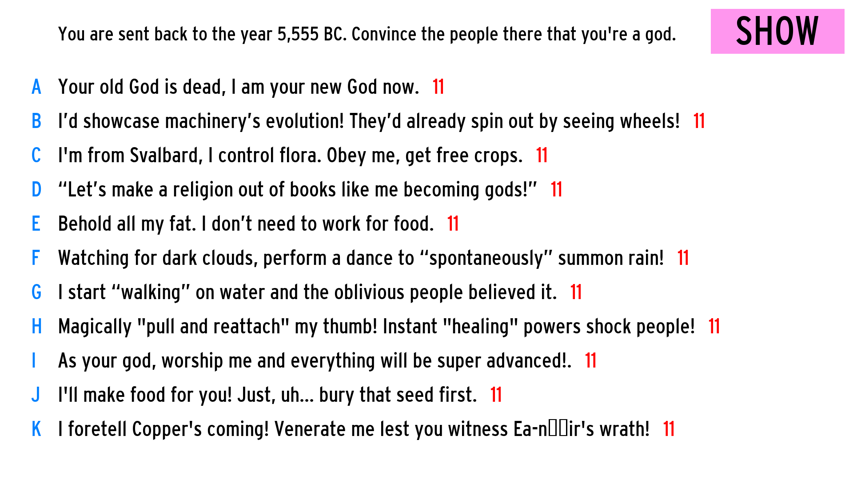 You are sent back to the year 5,555 BC. Convince the people there that you're a god.
SHOW
A Your old God is dead, I am your new God now. 11
B I’d showcase machinery’s evolution! They’d already spin out by seeing wheels! 11
C I'm from Svalbard, I control flora. Obey me, get free crops. 11
D “Let’s make a religion out of books like me becoming gods!” 11
E Behold all my fat. I don’t need to work for food. 11
F Watching for dark clouds, perform a dance to “spontaneously” summon rain! 11
G I start “walking” on water and the oblivious people believed it. 11
H Magically "pull and reattach" my thumb! Instant "healing" powers shock people! 11
I As your god, worship me and everything will be super advanced!. 11
J I'll make food for you! Just, uh... bury that seed first. 11
K I foretell Copper's coming! Venerate me lest you witness Ea-n▯▯ir's wrath! 11